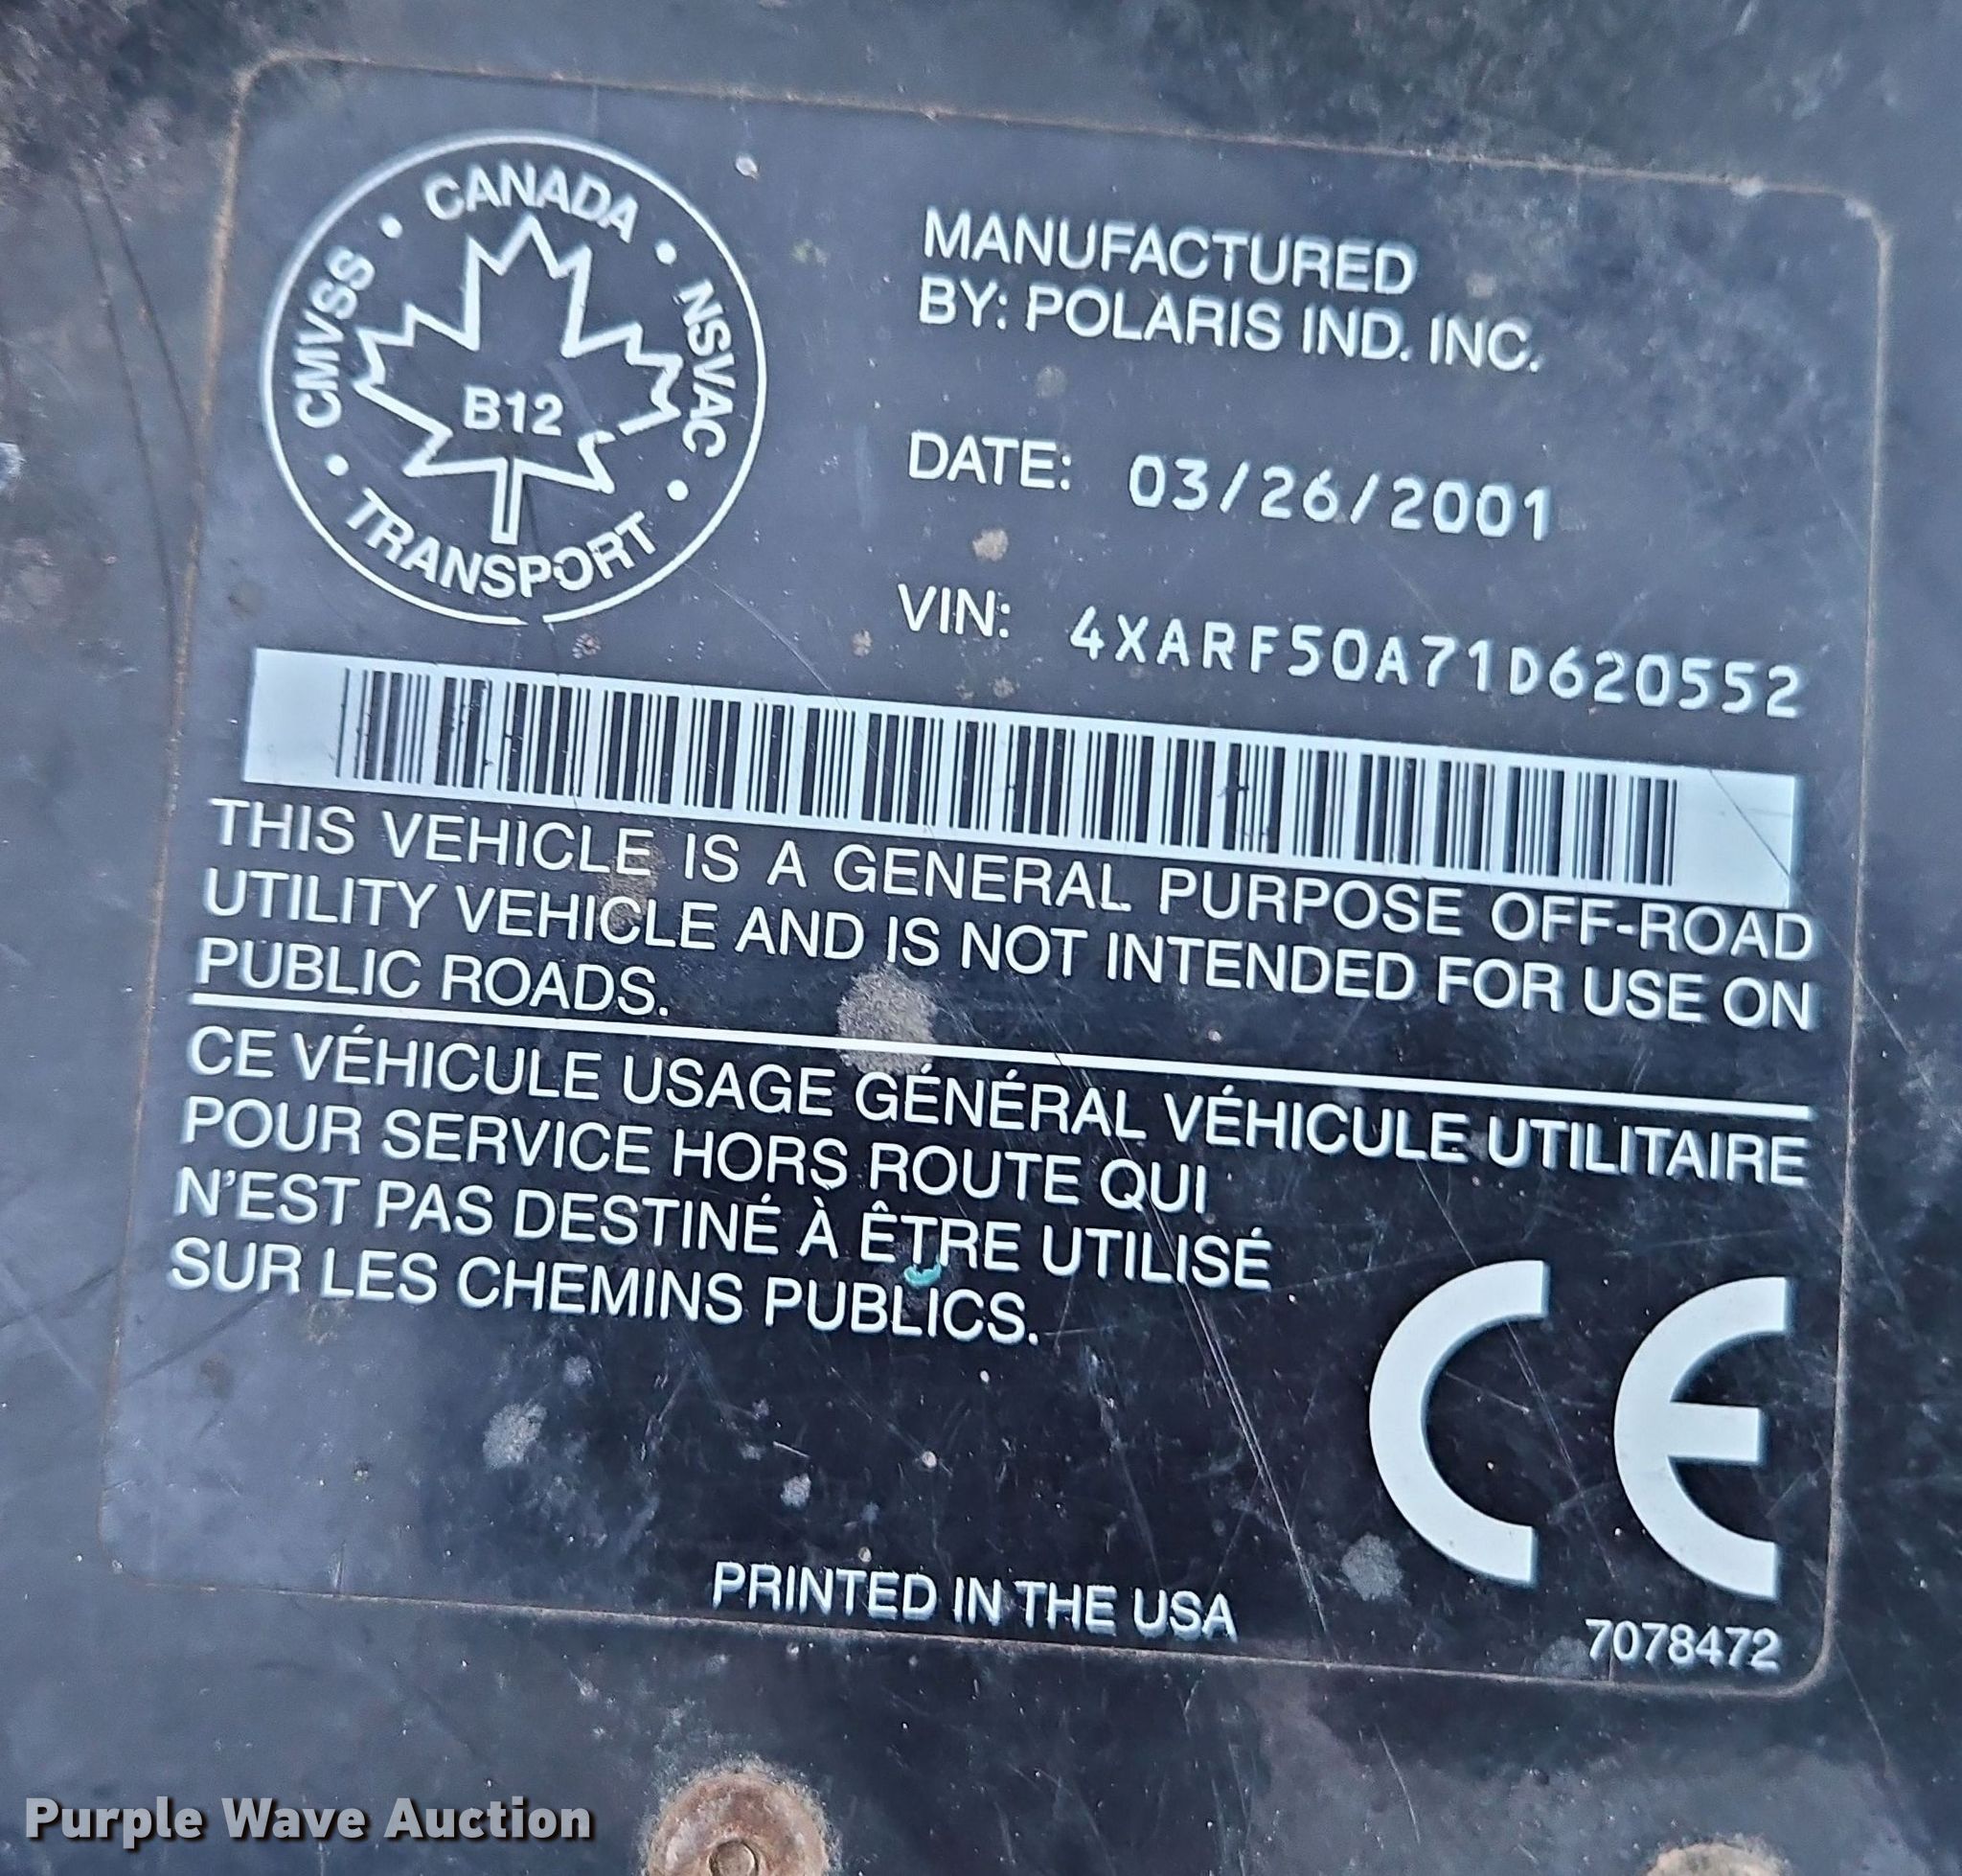 CANADA
CMVSS • • NSVAC
B12
• TRANSPORT •
MANUFACTURED
BY: POLARIS IND. INC.
DATE: 03/26/2001
VIN: 4XARF50A71D620552
THIS VEHICLE IS A GENERAL PURPOSE OFF-ROAD
UTILITY VEHICLE AND IS NOT INTENDED FOR USE ON
PUBLIC ROADS.
CE VÉHICULE USAGE GÉNÉRAL VÉHICULE UTILITAIRE
POUR SERVICE HORS ROUTE QUI
N'EST PAS DESTINÉ À ÊTRE UTILISÉ
SUR LES CHEMINS PUBLICS.
CE
PRINTED IN THE USA
7078472
Purple Wave Auction